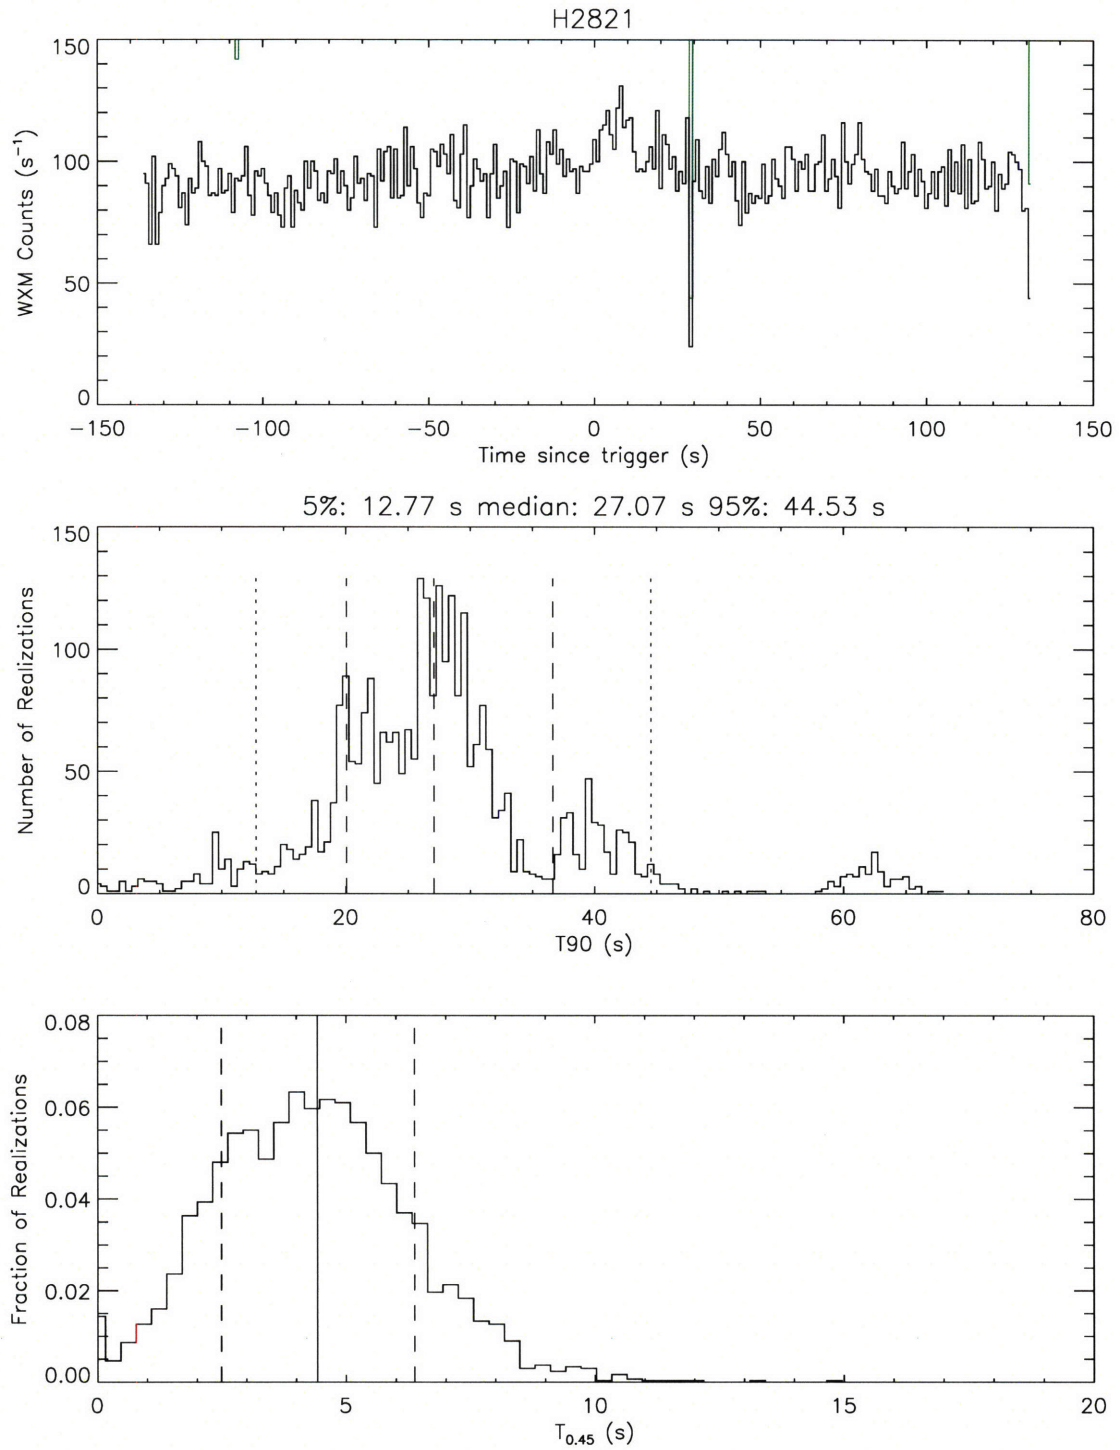 H2821
150
100
50
0
WXM Counts (s⁻¹)
−150 −100 −50 0 50 100 150
Time since trigger (s)
5%: 12.77 s median: 27.07 s 95%: 44.53 s
150
100
50
0
Number of Realizations
0 20 40 60 80
T90 (s)
0.08
0.06
0.04
0.02
0.00
Fraction of Realizations
0 5 10 15 20
T₀.₄₅ (s)